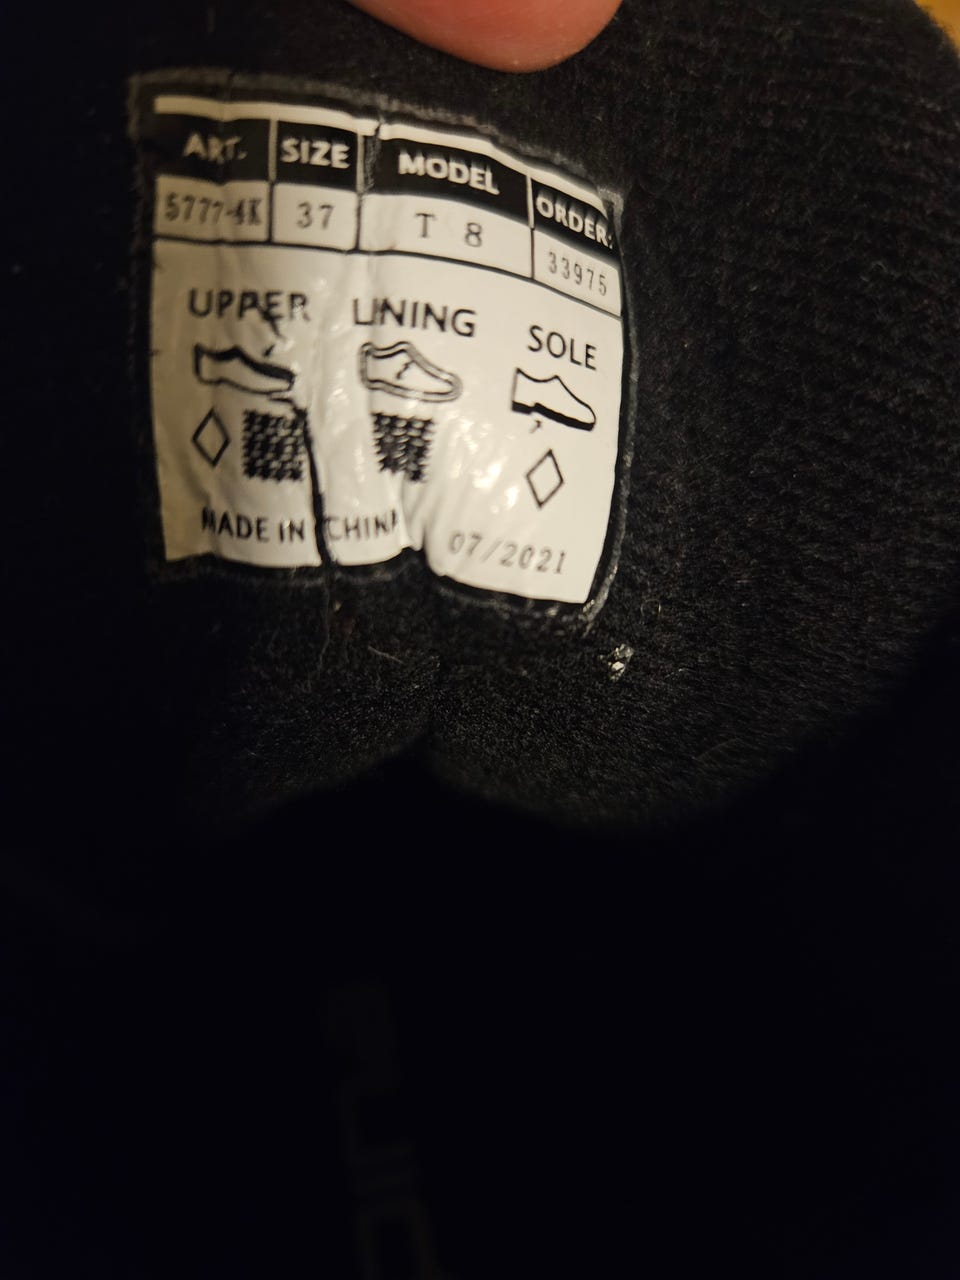 ART. SIZE MODEL ORDER:
5777-4K 37 T 8 33975
UPPER LINING SOLE
MADE IN CHINA 07/2021